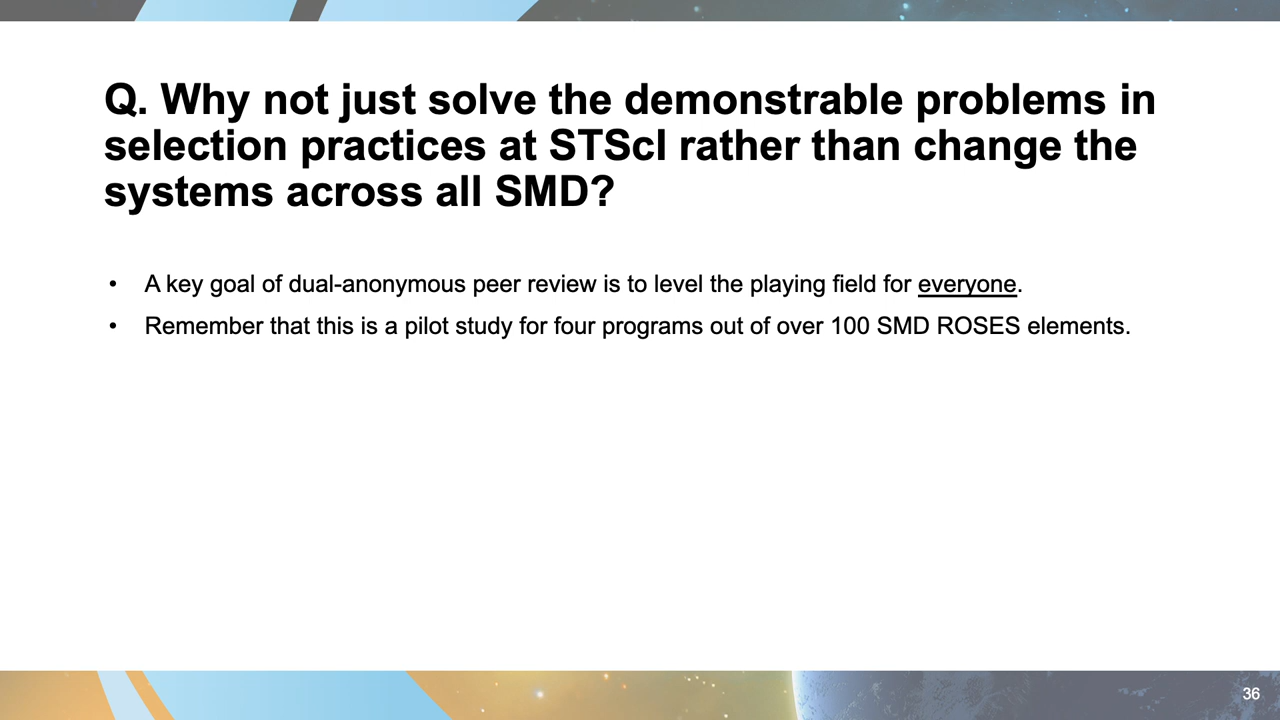 Q. Why not just solve the demonstrable problems in
selection practices at STScI rather than change the
systems across all SMD?
• A key goal of dual-anonymous peer review is to level the playing field for everyone.
• Remember that this is a pilot study for four programs out of over 100 SMD ROSES elements.
36